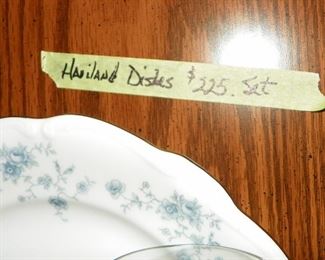 Haviland Dishes $225. Set